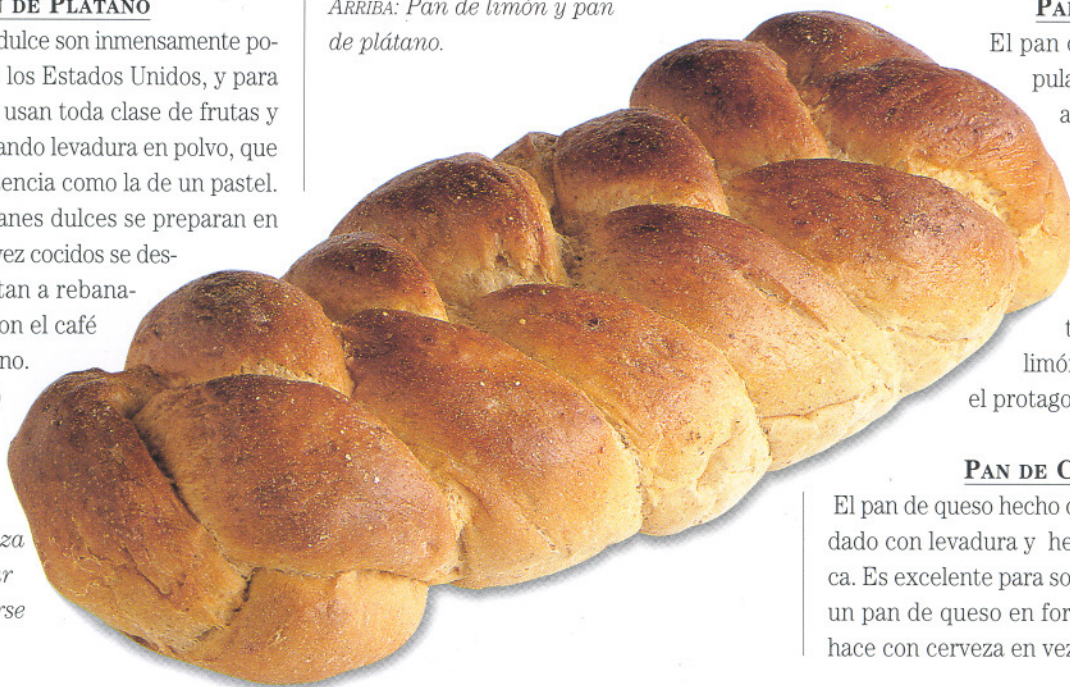 DE PLÁTANO
dulce son inmensamente po-
los Estados Unidos, y para
usan toda clase de frutas y
ando levadura en polvo, que
encia como la de un pastel.
anes dulces se preparan en
vez cocidos se des-
tan a rebana-
on el café
no.
za
ar
rse
ARRIBA: Pan de limón y pan
de plátano.
PA
El pan
pula
a
t
limó
el protago
PAN DE
El pan de queso hecho
dado con levadura y he
ca. Es excelente para so
un pan de queso en for
hace con cerveza en vez